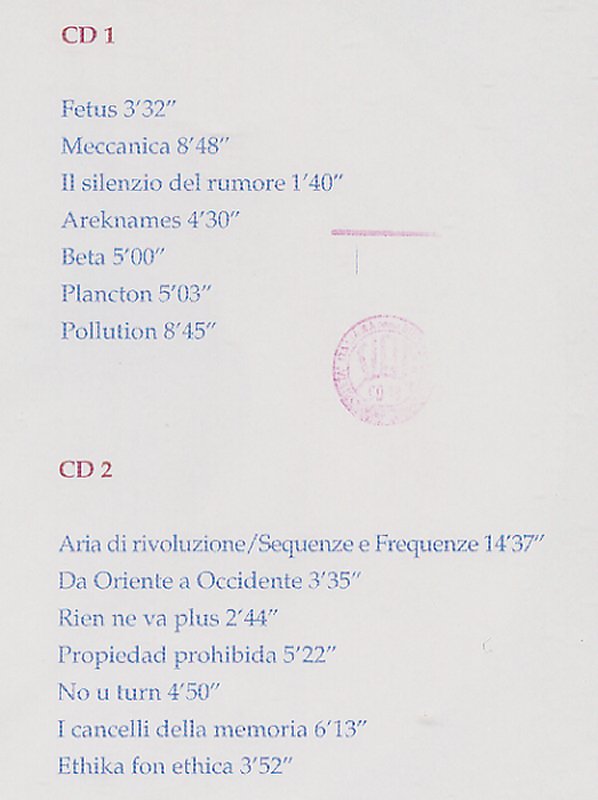 CD 1
Fetus 3'32"
Meccanica 8'48"
Il silenzio del rumore 1'40"
Areknames 4'30"
Beta 5'00"
Plancton 5'03"
Pollution 8'45"
CD 2
Aria di rivoluzione/Sequenze e Frequenze 14'37"
Da Oriente a Occidente 3'35"
Rien ne va plus 2'44"
Propiedad prohibida 5'22"
No u turn 4'50"
I cancelli della memoria 6'13"
Ethika fon ethica 3'52"